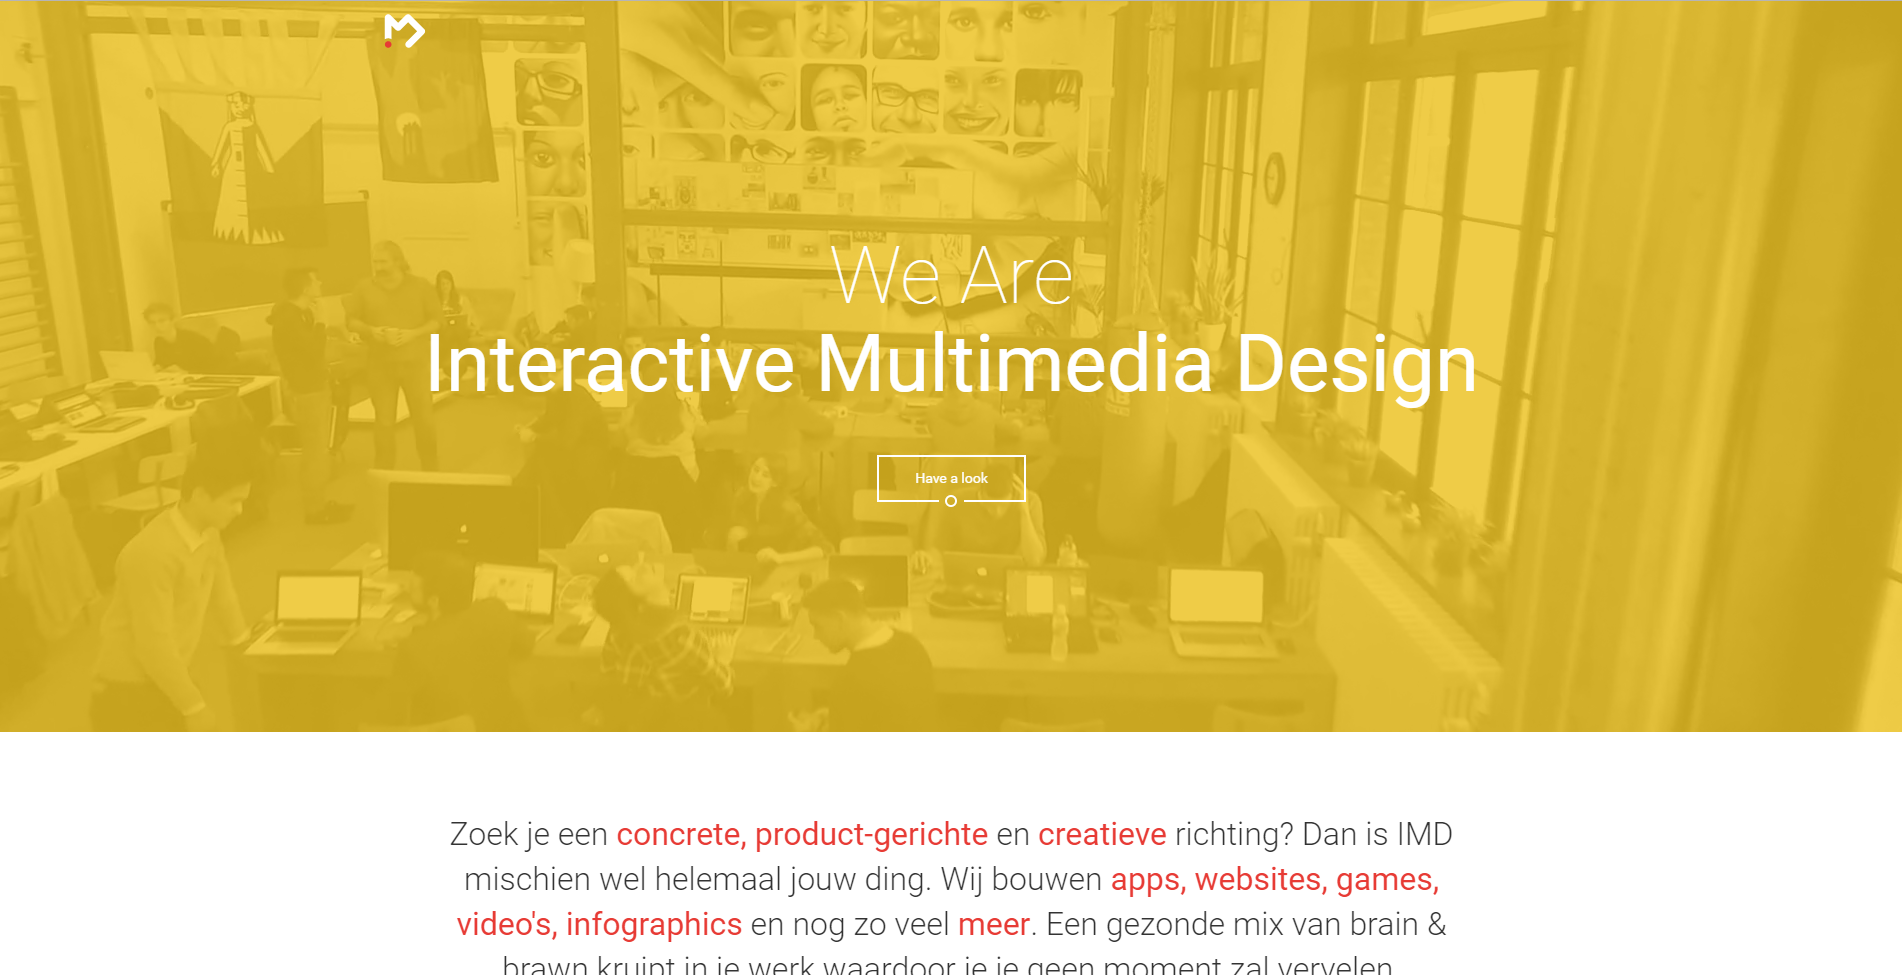 We Are
Interactive Multimedia Design
Have a look
Zoek je een concrete, product-gerichte en creatieve richting? Dan is IMD
mischien wel helemaal jouw ding. Wij bouwen apps, websites, games,
video's, infographics en nog zo veel meer. Een gezonde mix van brain &
brawn kruipt in je werk waardoor je je geen moment zal vervelen.